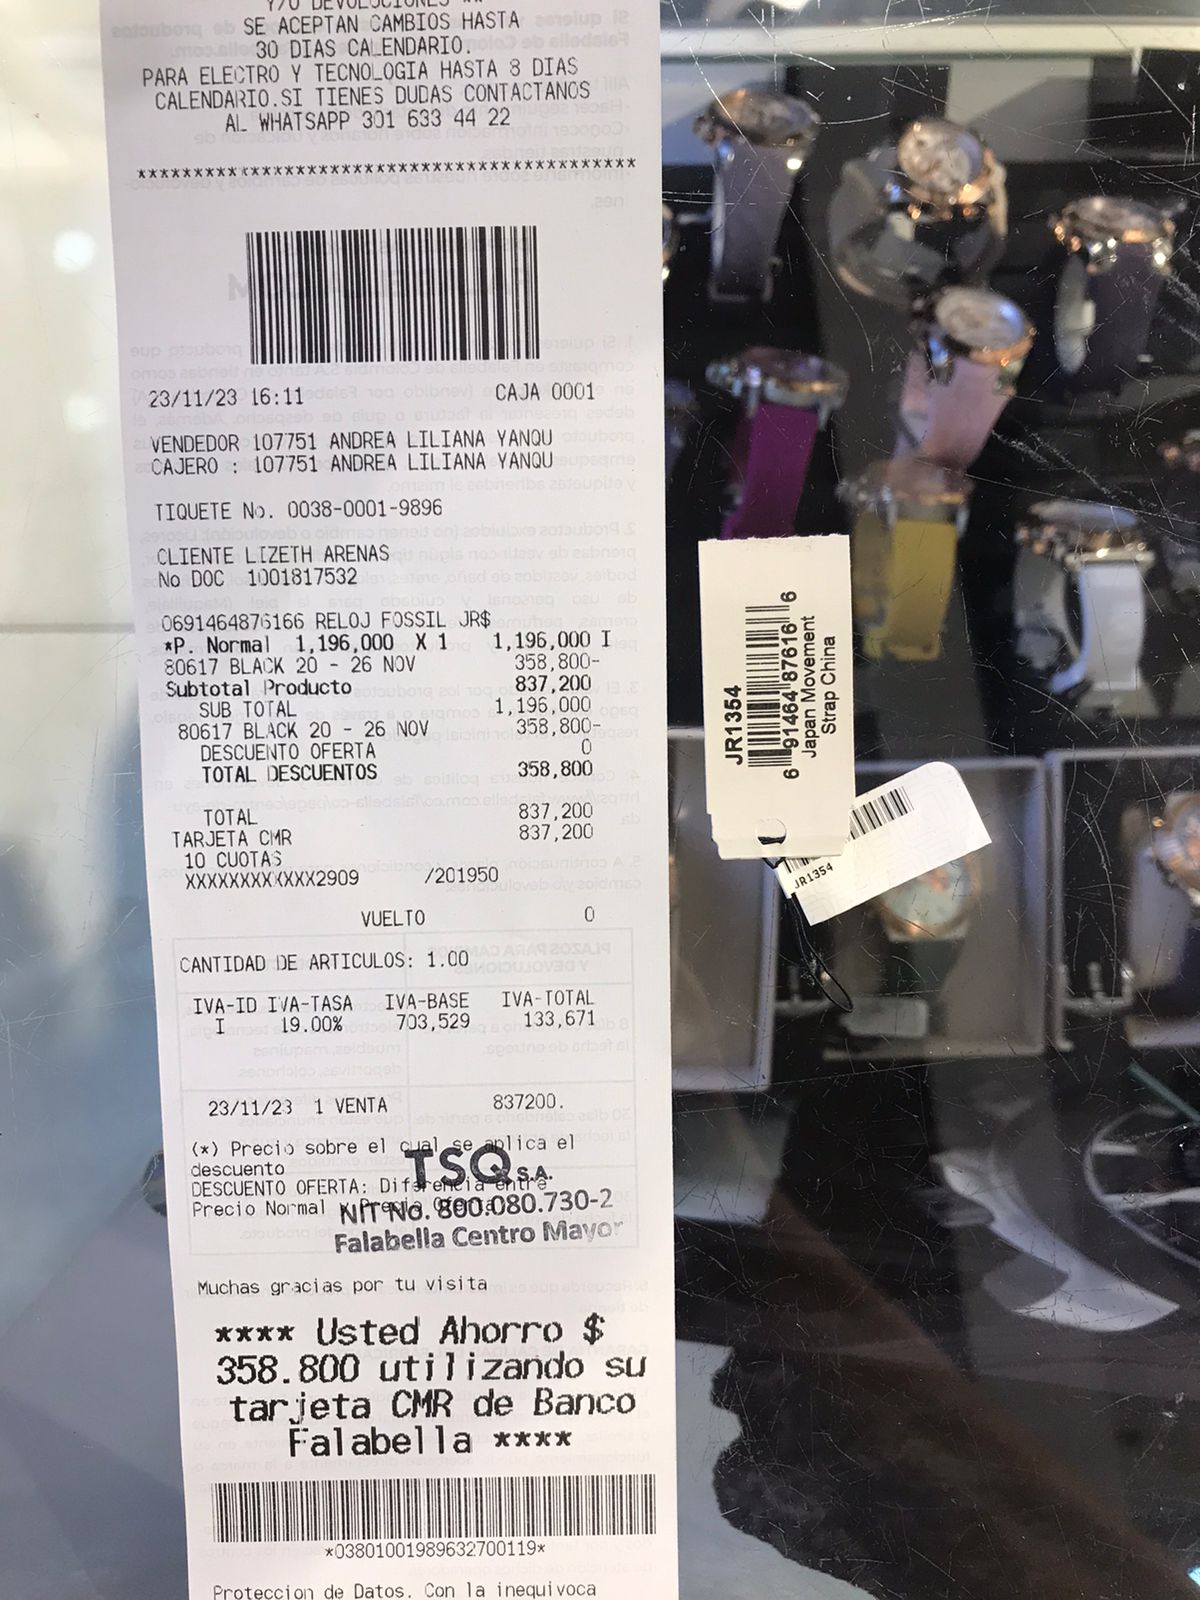 Y/O DEVOLUCIONES **
SE ACEPTAN CAMBIOS HASTA
30 DIAS CALENDARIO.
PARA ELECTRO Y TECNOLOGIA HASTA 8 DIAS
CALENDARIO.SI TIENES DUDAS CONTACTANOS
AL WHATSAPP 301 633 44 22
******************************************
23/11/23 16:11 CAJA 0001
VENDEDOR 107751 ANDREA LILIANA YANQU
CAJERO : 107751 ANDREA LILIANA YANQU
TIQUETE No. 0038-0001-9896
CLIENTE LIZETH ARENAS
No DOC 1001817532
0691464876166 RELOJ FOSSIL JR$
*P. Normal 1,196,000 X 1 1,196,000 I
80617 BLACK 20 - 26 NOV 358,800-
Subtotal Producto 837,200
SUB TOTAL 1,196,000
80617 BLACK 20 - 26 NOV 358,800-
DESCUENTO OFERTA 0
TOTAL DESCUENTOS 358,800
TOTAL 837,200
TARJETA CMR 837,200
10 CUOTAS
XXXXXXXXXXXX2909 /201950
VUELTO 0
CANTIDAD DE ARTICULOS: 1.00
IVA-ID IVA-TASA IVA-BASE IVA-TOTAL
I 19.00% 703,529 133,671
23/11/23 1 VENTA 837200.
(*) Precio sobre el cual se aplica el
descuento
DESCUENTO OFERTA: Diferencia entre
Precio Normal y Precio Oferta
TSQ S.A.
NIT No. 800.080.730-2
Falabella Centro Mayor
Muchas gracias por tu visita
**** Usted Ahorro $
358.800 utilizando su
tarjeta CMR de Banco
Falabella ****
*03801001989632700119*
Proteccion de Datos. Con la inequivoca
JR1354
6 91464 87616 6
Japan Movement
Strap China
JR1354